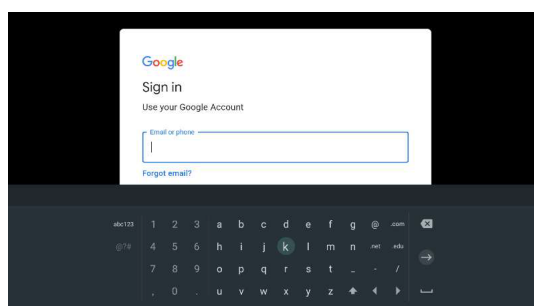 Google
Sign in
Use your Google Account
Email or phone
Forgot email?
abc123 1 2 3 a b c d e f g @ .com
@?# 4 5 6 h i j k l m n .net .edu
7 8 9 o p q r s t _ - /
, 0 . u v w x y z